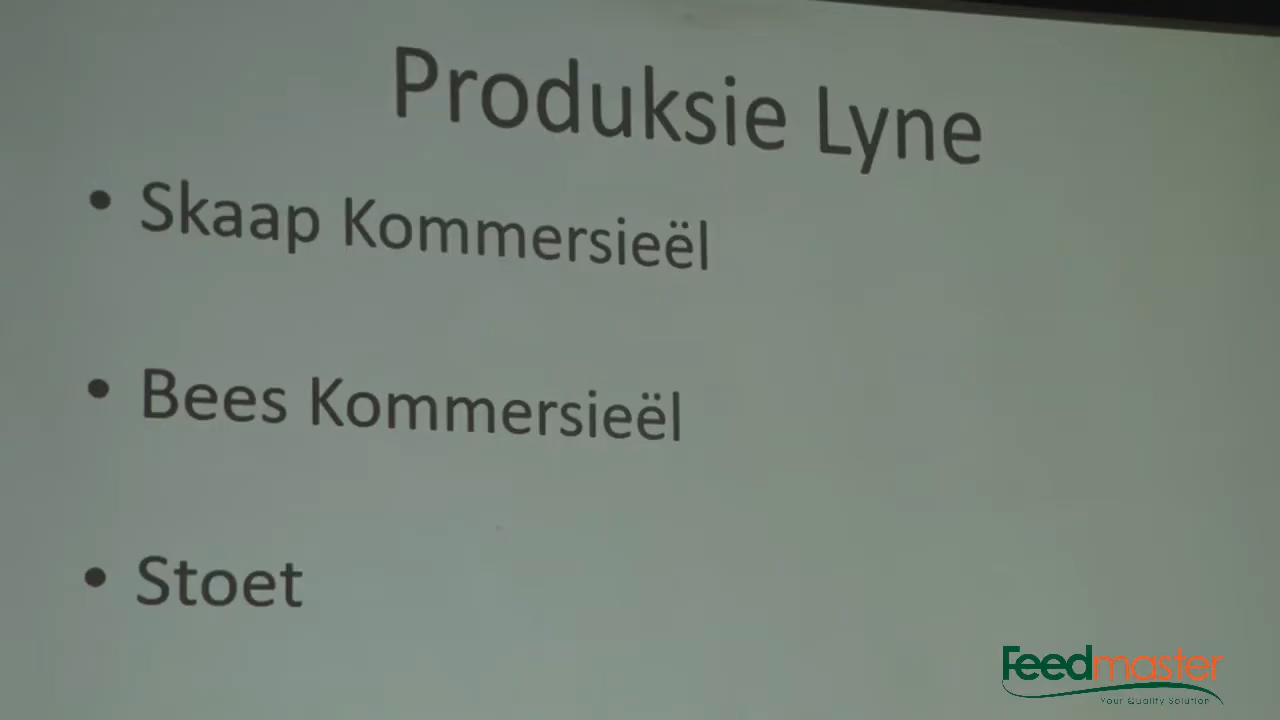 Produksie Lyne
• Skaap Kommersieël
• Bees Kommersieël
• Stoet
Feedmaster
Your Quality Solution